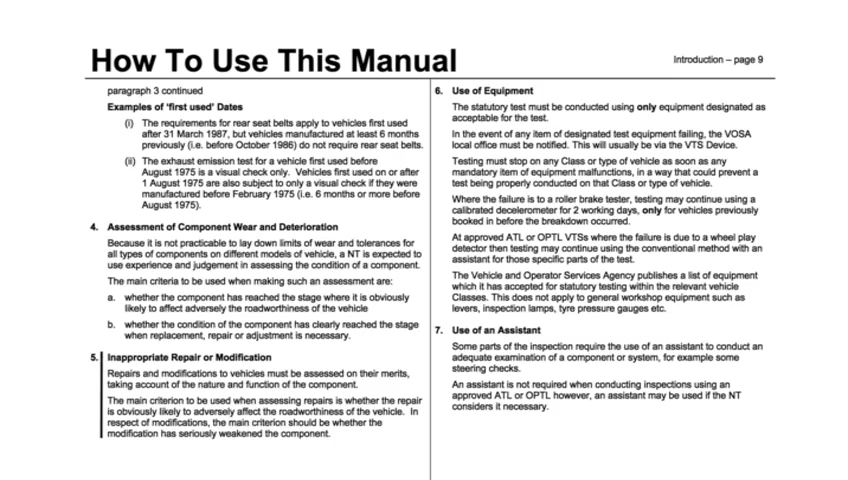 How To Use This Manual
Introduction – page 9
paragraph 3 continued
Examples of ‘first used’ Dates
(i) The requirements for rear seat belts apply to vehicles first used
after 31 March 1987, but vehicles manufactured at least 6 months
previously (i.e. before October 1986) do not require rear seat belts.
(ii) The exhaust emission test for a vehicle first used before
August 1975 is a visual check only. Vehicles first used on or after
1 August 1975 are also subject to only a visual check if they were
manufactured before February 1975 (i.e. 6 months or more before
August 1975).
4. Assessment of Component Wear and Deterioration
Because it is not practicable to lay down limits of wear and tolerances for
all types of components on different models of vehicle, a NT is expected to
use experience and judgement in assessing the condition of a component.
The main criteria to be used when making such an assessment are:
a. whether the component has reached the stage where it is obviously
likely to affect adversely the roadworthiness of the vehicle
b. whether the condition of the component has clearly reached the stage
when replacement, repair or adjustment is necessary.
5. Inappropriate Repair or Modification
Repairs and modifications to vehicles must be assessed on their merits,
taking account of the nature and function of the component.
The main criterion to be used when assessing repairs is whether the repair
is obviously likely to adversely affect the roadworthiness of the vehicle. In
respect of modifications, the main criterion should be whether the
modification has seriously weakened the component.
6. Use of Equipment
The statutory test must be conducted using only equipment designated as
acceptable for the test.
In the event of any item of designated test equipment failing, the VOSA
local office must be notified. This will usually be via the VTS Device.
Testing must stop on any Class or type of vehicle as soon as any
mandatory item of equipment malfunctions, in a way that could prevent a
test being properly conducted on that Class or type of vehicle.
Where the failure is to a roller brake tester, testing may continue using a
calibrated decelerometer for 2 working days, only for vehicles previously
booked in before the breakdown occurred.
At approved ATL or OPTL VTSs where the failure is due to a wheel play
detector then testing may continue using the conventional method with an
assistant for those specific parts of the test.
The Vehicle and Operator Services Agency publishes a list of equipment
which it has accepted for statutory testing within the relevant vehicle
Classes. This does not apply to general workshop equipment such as
levers, inspection lamps, tyre pressure gauges etc.
7. Use of an Assistant
Some parts of the inspection require the use of an assistant to conduct an
adequate examination of a component or system, for example some
steering checks.
An assistant is not required when conducting inspections using an
approved ATL or OPTL however, an assistant may be used if the NT
considers it necessary.